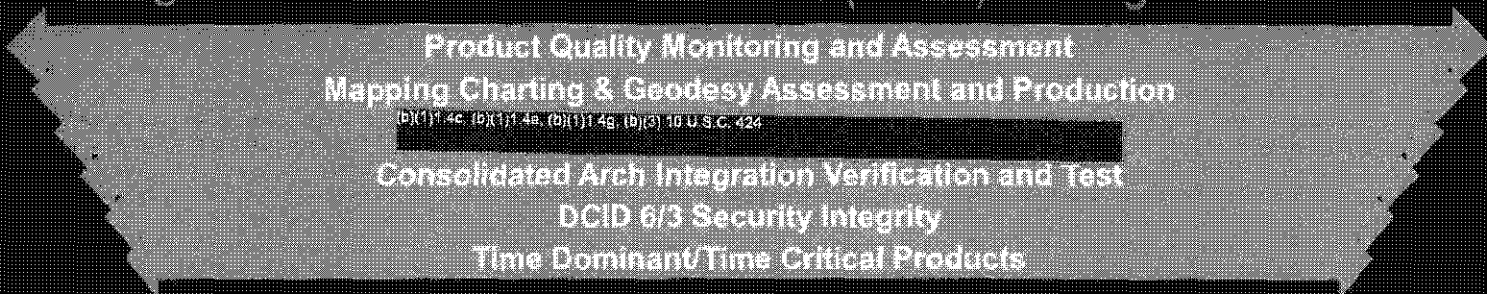 Product Quality Monitoring and Assessment
Mapping Charting & Geodesy Assessment and Production
(b)(1)1.4c, (b)(1)1.4e, (b)(1)1.4g, (b)(3) 10 U.S.C. 424
Consolidated Arch Integration Verification and Test
DCID 6/3 Security Integrity
Time Dominant/Time Critical Products